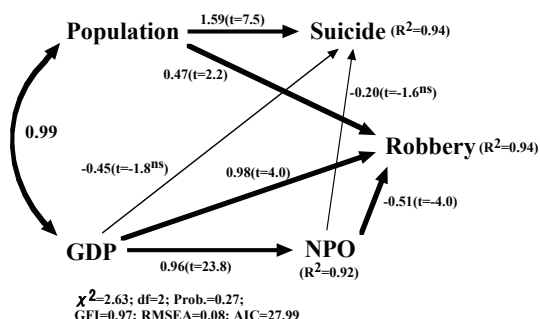 Population 1.59(t=7.5) Suicide (R²=0.94)
0.47(t=2.2)
-0.20(t=-1.6ⁿˢ)
0.99
Robbery (R²=0.94)
-0.45(t=-1.8ⁿˢ)
0.98(t=4.0)
-0.51(t=-4.0)
GDP NPO
0.96(t=23.8) (R²=0.92)
χ²=2.63; df=2; Prob.=0.27;
GFI=0.97; RMSEA=0.08; AIC=27.99